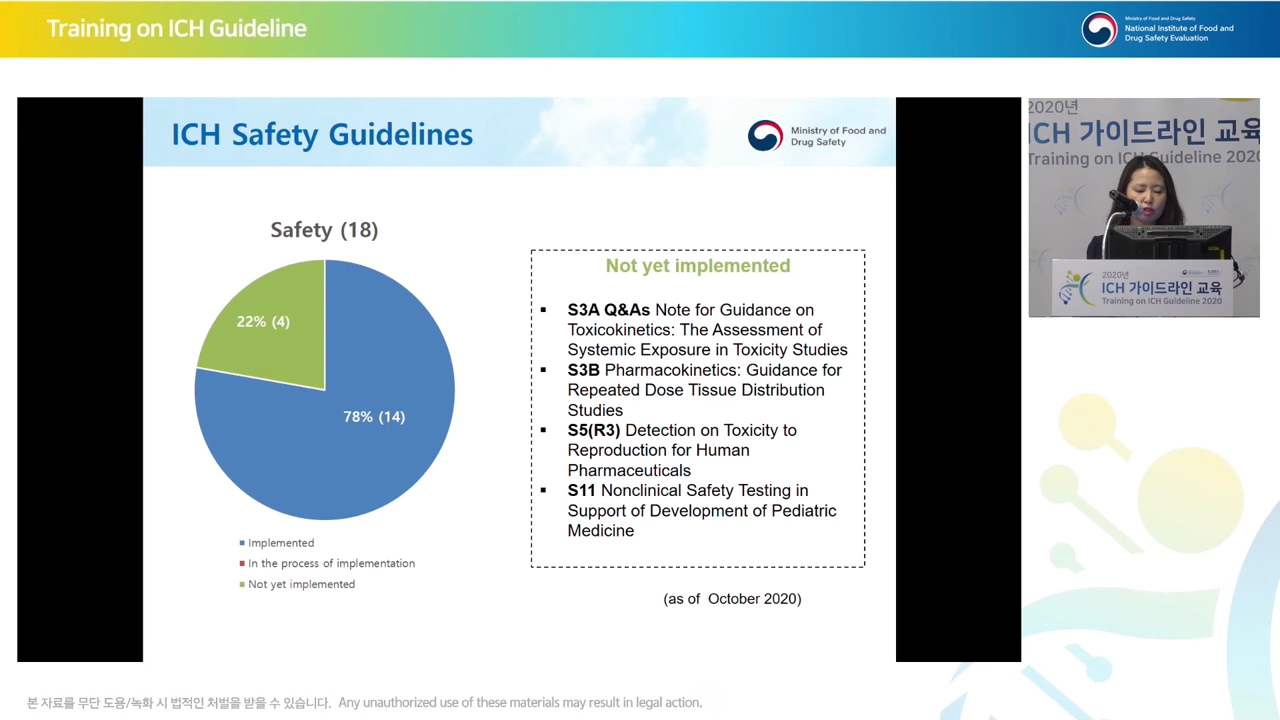 Training on ICH Guideline
Ministry of Food and Drug Safety
National Institute of Food and
Drug Safety Evaluation
ICH Safety Guidelines
Ministry of Food and
Drug Safety
Safety (18)
22% (4)
78% (14)
Implemented
In the process of implementation
Not yet implemented
Not yet implemented
▪ S3A Q&As Note for Guidance on
Toxicokinetics: The Assessment of
Systemic Exposure in Toxicity Studies
▪ S3B Pharmacokinetics: Guidance for
Repeated Dose Tissue Distribution
Studies
▪ S5(R3) Detection on Toxicity to
Reproduction for Human
Pharmaceuticals
▪ S11 Nonclinical Safety Testing in
Support of Development of Pediatric
Medicine
(as of October 2020)
2020년
ICH 가이드라인 교육
Training on ICH Guideline 2020
2020년
ICH 가이드라인 교육
Training on ICH Guideline 2020
본 자료를 무단 도용/녹화 시 법적인 처벌을 받을 수 있습니다. Any unauthorized use of these materials may result in legal action.